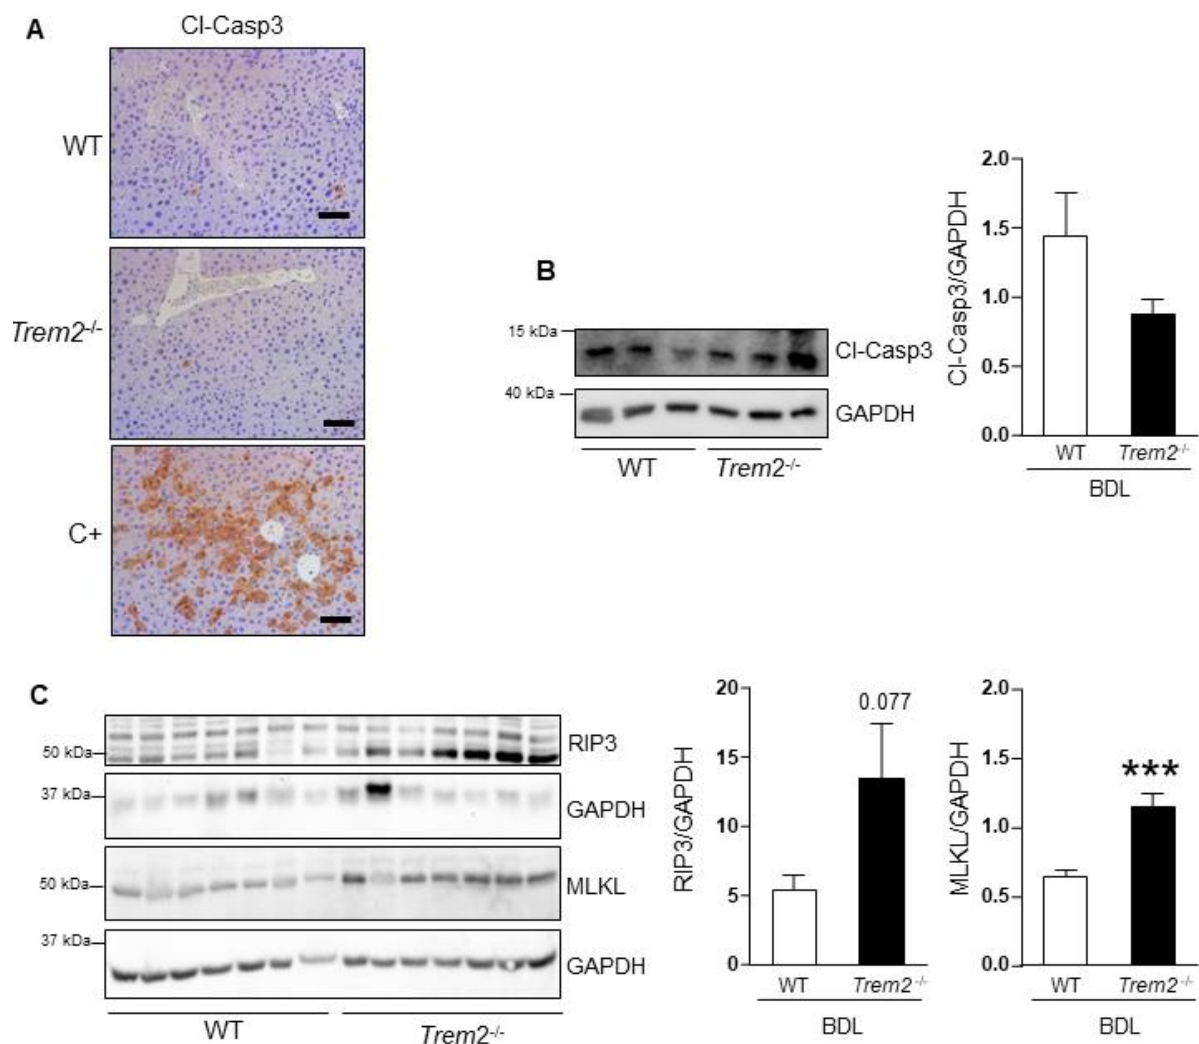 A
Cl-Casp3
WT
Trem2-/-
C+
B
15 kDa
Cl-Casp3
40 kDa
GAPDH
WT Trem2-/-
Cl-Casp3/GAPDH
2.0
1.5
1.0
0.5
0.0
WT Trem2-/-
BDL
C
50 kDa
RIP3
37 kDa
GAPDH
50 kDa
MLKL
37 kDa
GAPDH
WT Trem2-/-
RIP3/GAPDH
20
15
10
5
0
0.077
WT Trem2-/-
BDL
MLKL/GAPDH
2.0
1.5
1.0
0.5
0.0
***
WT Trem2-/-
BDL